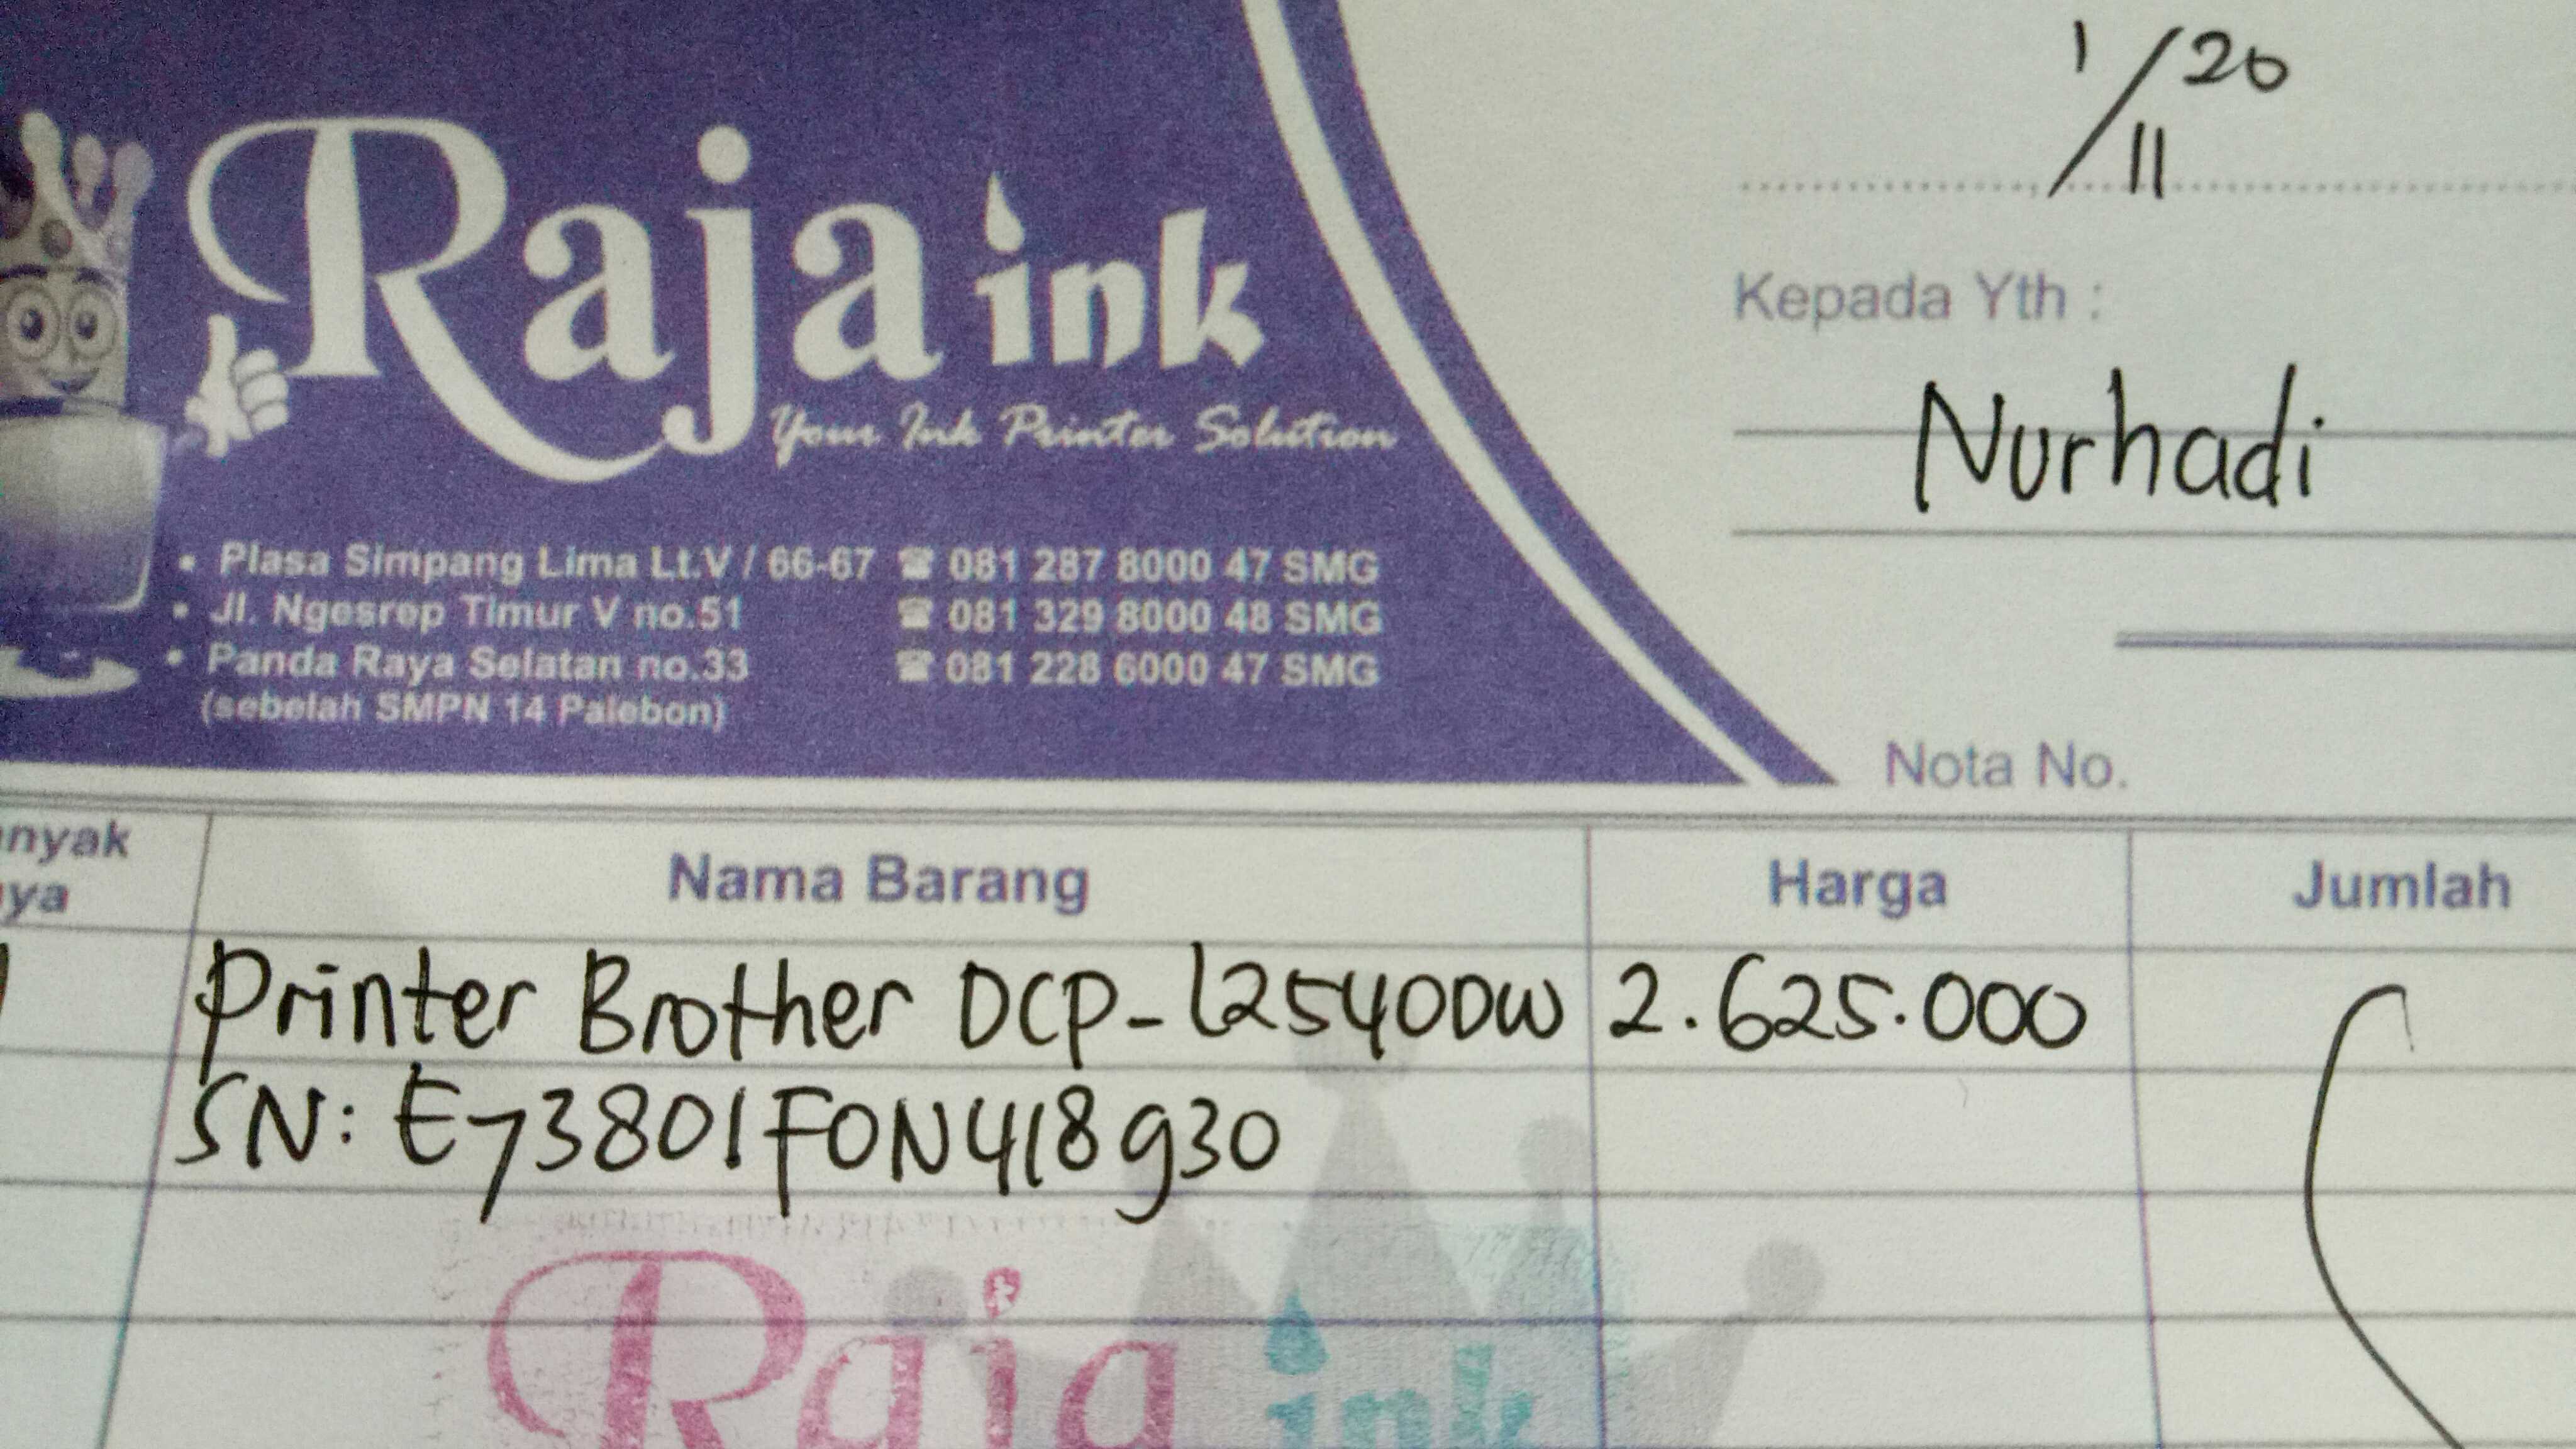 1/11 20
Raja ink
Your Ink Printer Solution
Kepada Yth :
Nurhadi
• Plasa Simpang Lima Lt.V / 66-67 ☎ 081 287 8000 47 SMG
• Jl. Ngesrep Timur V no.51 ☎ 081 329 8000 48 SMG
• Panda Raya Selatan no.33 ☎ 081 228 6000 47 SMG
(sebelah SMPN 14 Palebon)
Nota No.
nyak
ya
Nama Barang
Harga
Jumlah
1 Printer Brother DCP-L2540DW 2.625.000
SN: E73801F0N418930
Raja ink